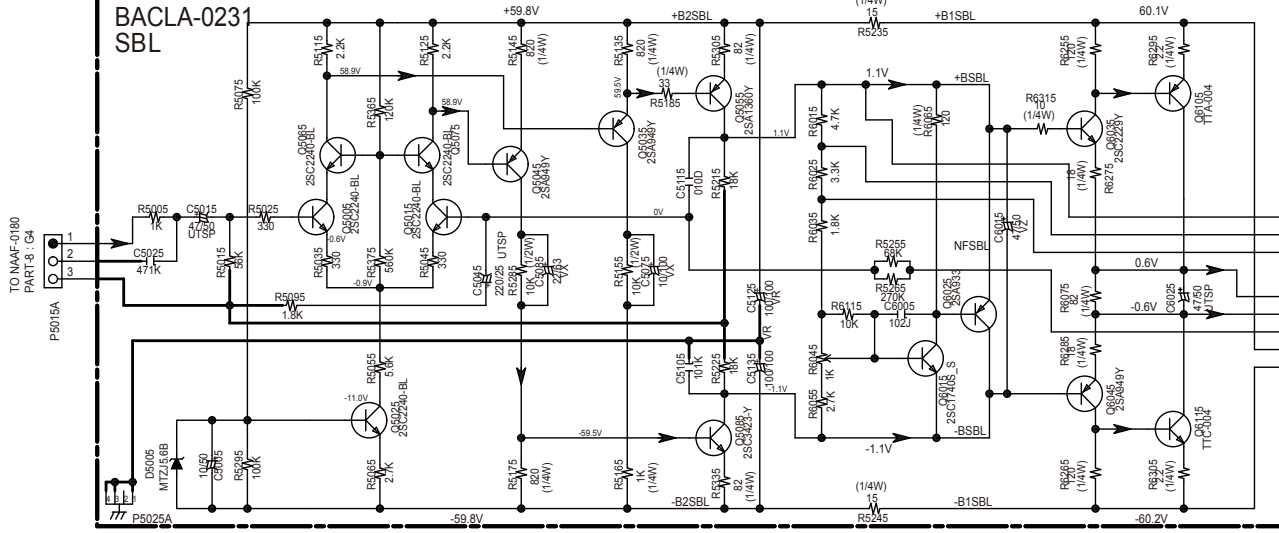 BACLA-0231
SBL
+59.8V
+B2SBL
(1/4W)
15
R5235
+B1SBL
60.1V
R5115
2.2K
R5125
2.2K
R5145
820
(1/4W)
R5135
820
(1/4W)
R5305
82
(1/4W)
R6295
22
(1/4W)
58.9V
R5075
100K
R5365
120K
58.9V
59.5V
(1/4W)
33
R5185
Q5055
2SA1360Y
1.1V
+BSBL
R6315
10
(1/4W)
Q6105
TTA-004
Q5065
2SC2240-BL
2SC2240-BL
Q5075
Q5045
2SA949Y
Q5035
2SA949Y
1.1V
R6015
4.7K
R6065
120
(1/4W)
Q6035
2SC2229Y
R6025
3.3K
18
(1/4W)
R6275
C5115
010D
R5215
18K
TO NAAF-0180
PART-8 : G4
1
2
3
P5015A
R5005
1K
C5015
47/50
UTSP
R5025
330
C5025
471K
R5015
56K
Q5005
2SC2240-BL
Q5015
2SC2240-BL
0V
R6035
1.8K
C6015
VZ
-0.6V
R5035
330
R5375
560K
R5045
330
-0.9V
C5045
220/25
UTSP
R5285
10K
(1/2W)
C5085
VX
R5155
10K
(1/2W)
C5075
10/100
VX
R5255
68K
R5265
270K
NFSBL
0.6V
R5095
1.8K
C5125
100/100
VR
R6115
10K
C6005
102J
Q6025
2SA933
R6075
82
(1/4W)
-0.6V
C6025
47/50
UTSP
VR
R5055
5.6K
C5105
101K
R5225
18K
C5135
100/100
R6045
1K
Q6015
2SC1740S_S
R6285
18
(1/4W)
-11.0V
Q5025
2SC2240-BL
-1.1V
R6055
2.7K
Q6045
2SA949Y
-59.5V
Q5085
2SC3423-Y
-BSBL
-1.1V
Q6115
TTC-004
D5005
MTZJ5.6B
10/50
C5005
R5295
100K
R5065
2.7K
R5175
820
(1/4W)
R5165
1K
(1/4W)
R5335
82
(1/4W)
(1/4W)
15
R5245
R6265
120
(1/4W)
R6305
22
(1/4W)
4 3 2 1
P5025A
-59.8V
-B2SBL
-B1SBL
-60.2V